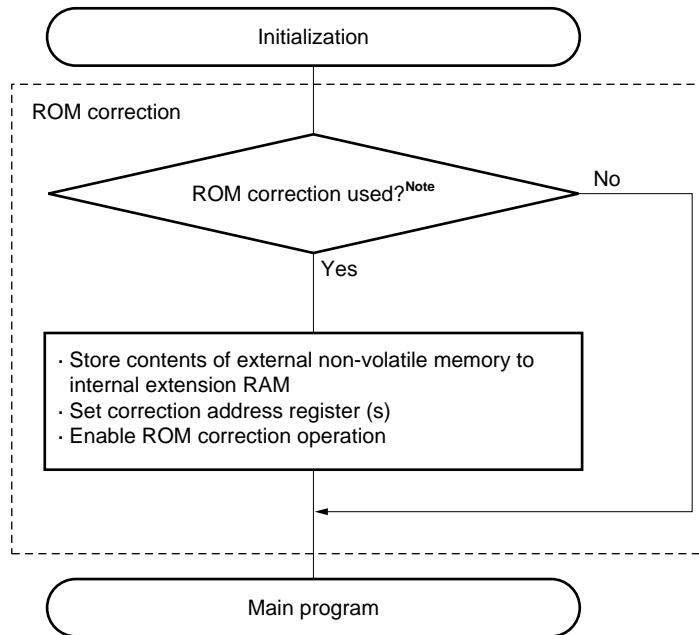 Initialization
ROM correction
ROM correction used?Note
No
Yes
· Store contents of external non-volatile memory to
internal extension RAM
· Set correction address register (s)
· Enable ROM correction operation
Main program